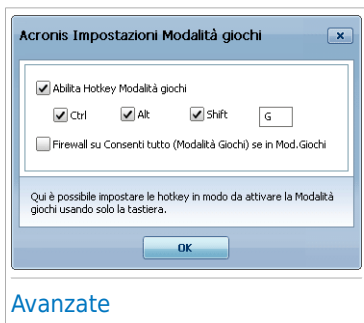 Acronis Impostazioni Modalità giochi
Abilita Hotkey Modalità giochi
Ctrl Alt Shift G
Firewall su Consenti tutto (Modalità Giochi) se in Mod.Giochi
Qui è possibile impostare le hotkey in modo da attivare la Modalità
giochi usando solo la tastiera.
OK
Avanzate